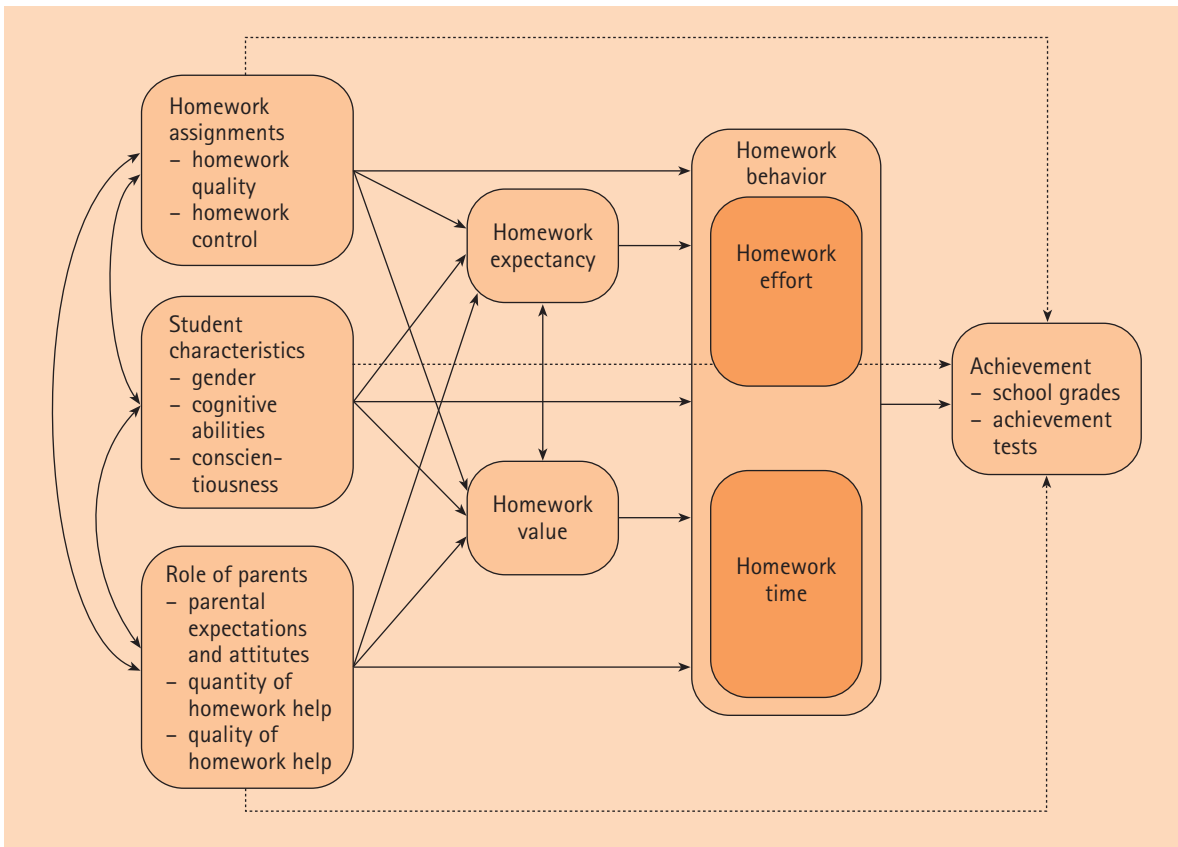 Homework
assignments
– homework
quality
– homework
control
Student
characteristics
– gender
– cognitive
abilities
– conscien-
tiousness
Role of parents
– parental
expectations
and attitutes
– quantity of
homework help
– quality of
homework help
Homework
expectancy
Homework
value
Homework
behavior
Homework
effort
Homework
time
Achievement
– school grades
– achievement
tests